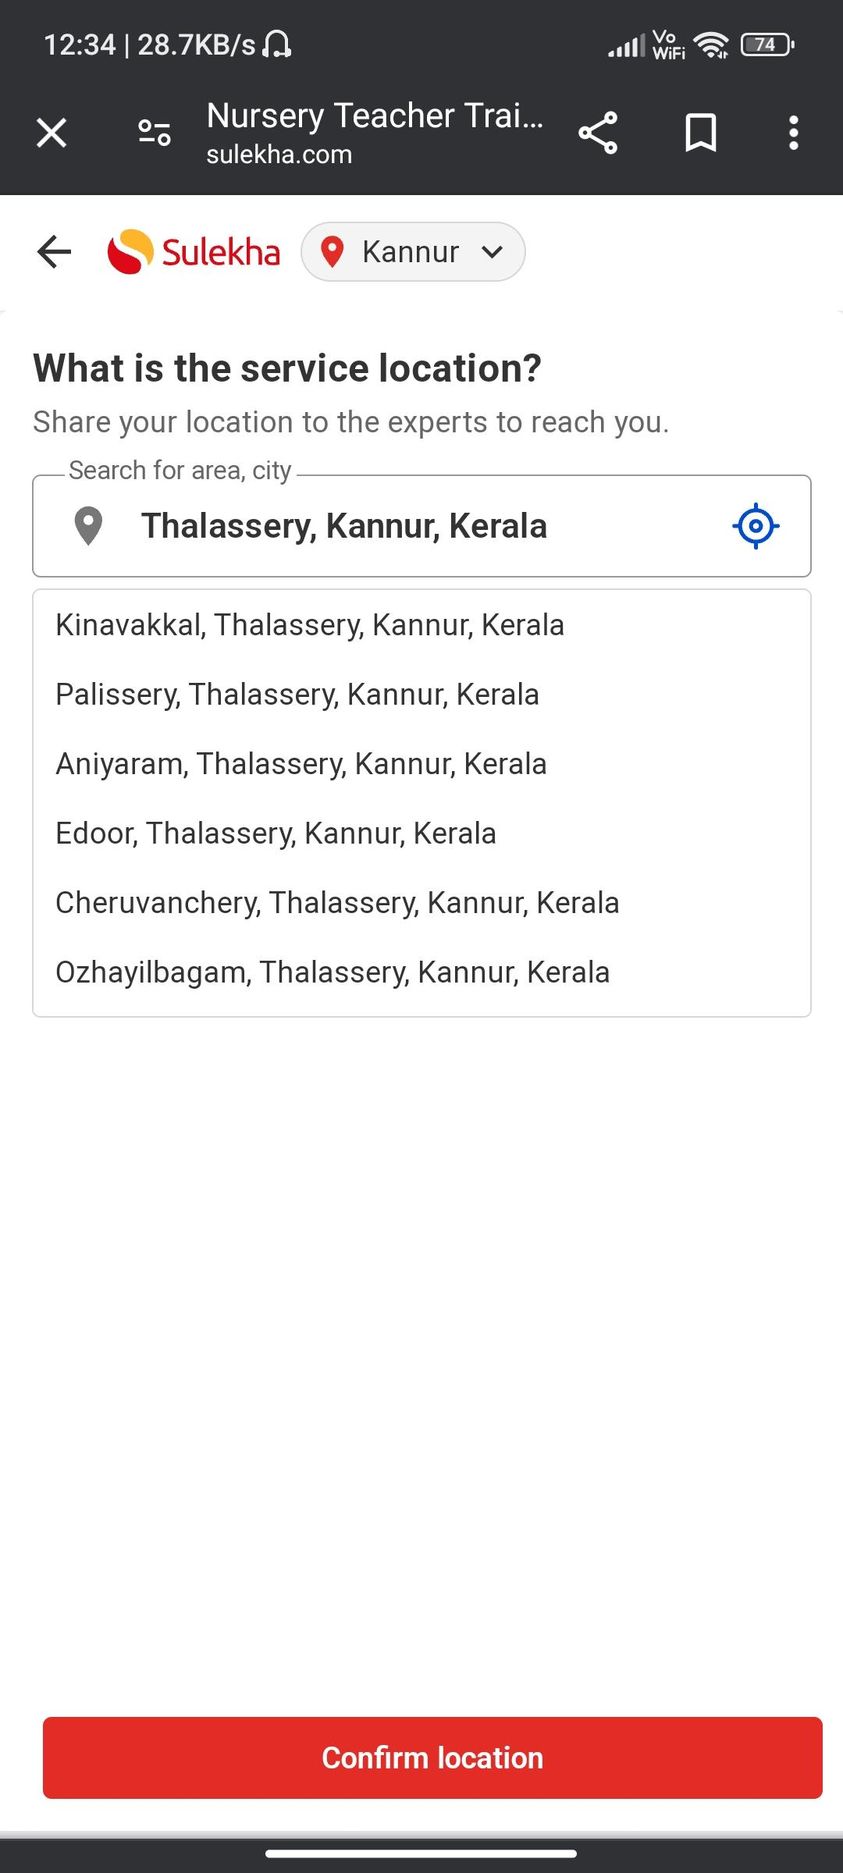 12:34 | 28.7KB/s
Vo
WiFi
74
Nursery Teacher Trai...
sulekha.com
Sulekha
Kannur
What is the service location?
Share your location to the experts to reach you.
Search for area, city
Thalassery, Kannur, Kerala
Kinavakkal, Thalassery, Kannur, Kerala
Palissery, Thalassery, Kannur, Kerala
Aniyaram, Thalassery, Kannur, Kerala
Edoor, Thalassery, Kannur, Kerala
Cheruvanchery, Thalassery, Kannur, Kerala
Ozhayilbagam, Thalassery, Kannur, Kerala
Confirm location